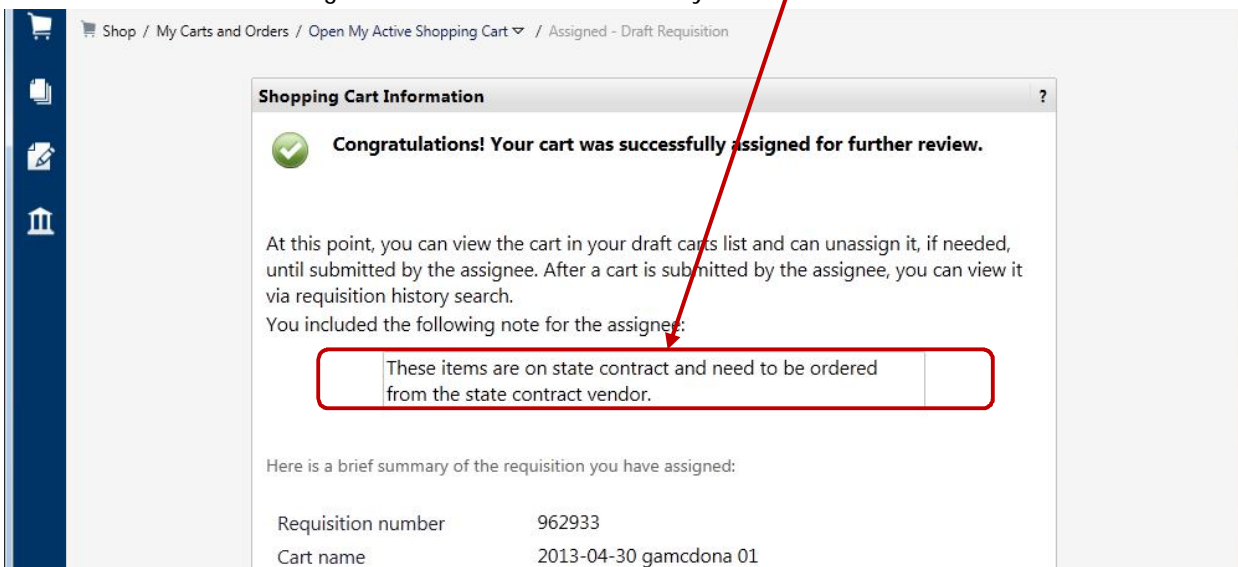 Shop / My Carts and Orders / Open My Active Shopping Cart / Assigned - Draft Requisition
Shopping Cart Information ?
Congratulations! Your cart was successfully assigned for further review.
At this point, you can view the cart in your draft carts list and can unassign it, if needed,
until submitted by the assignee. After a cart is submitted by the assignee, you can view it
via requisition history search.
You included the following note for the assignee:
These items are on state contract and need to be ordered
from the state contract vendor.
Here is a brief summary of the requisition you have assigned:
Requisition number 962933
Cart name 2013-04-30 gamcdona 01